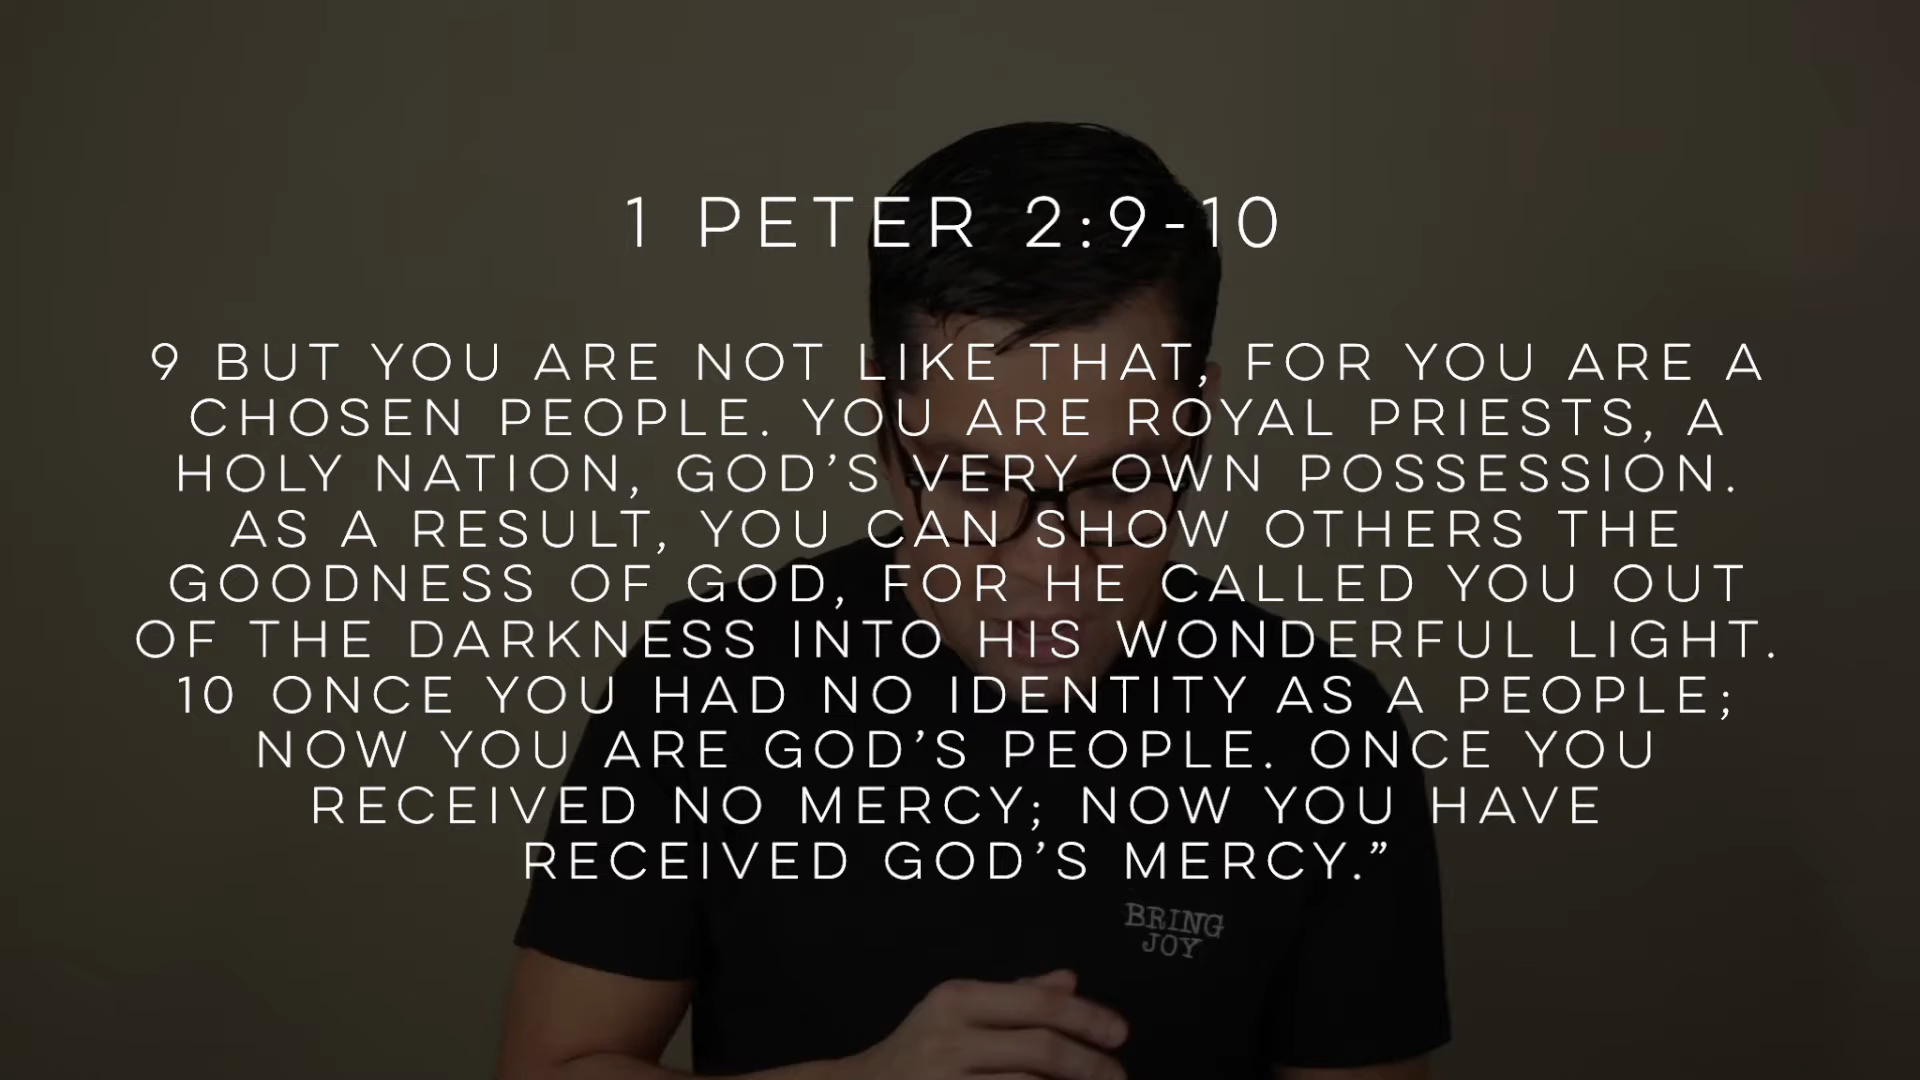 1 PETER 2:9-10
9 BUT YOU ARE NOT LIKE THAT, FOR YOU ARE A
CHOSEN PEOPLE. YOU ARE ROYAL PRIESTS, A
HOLY NATION, GOD’S VERY OWN POSSESSION.
AS A RESULT, YOU CAN SHOW OTHERS THE
GOODNESS OF GOD, FOR HE CALLED YOU OUT
OF THE DARKNESS INTO HIS WONDERFUL LIGHT.
10 ONCE YOU HAD NO IDENTITY AS A PEOPLE;
NOW YOU ARE GOD’S PEOPLE. ONCE YOU
RECEIVED NO MERCY; NOW YOU HAVE
RECEIVED GOD’S MERCY.”
BRING
JOY